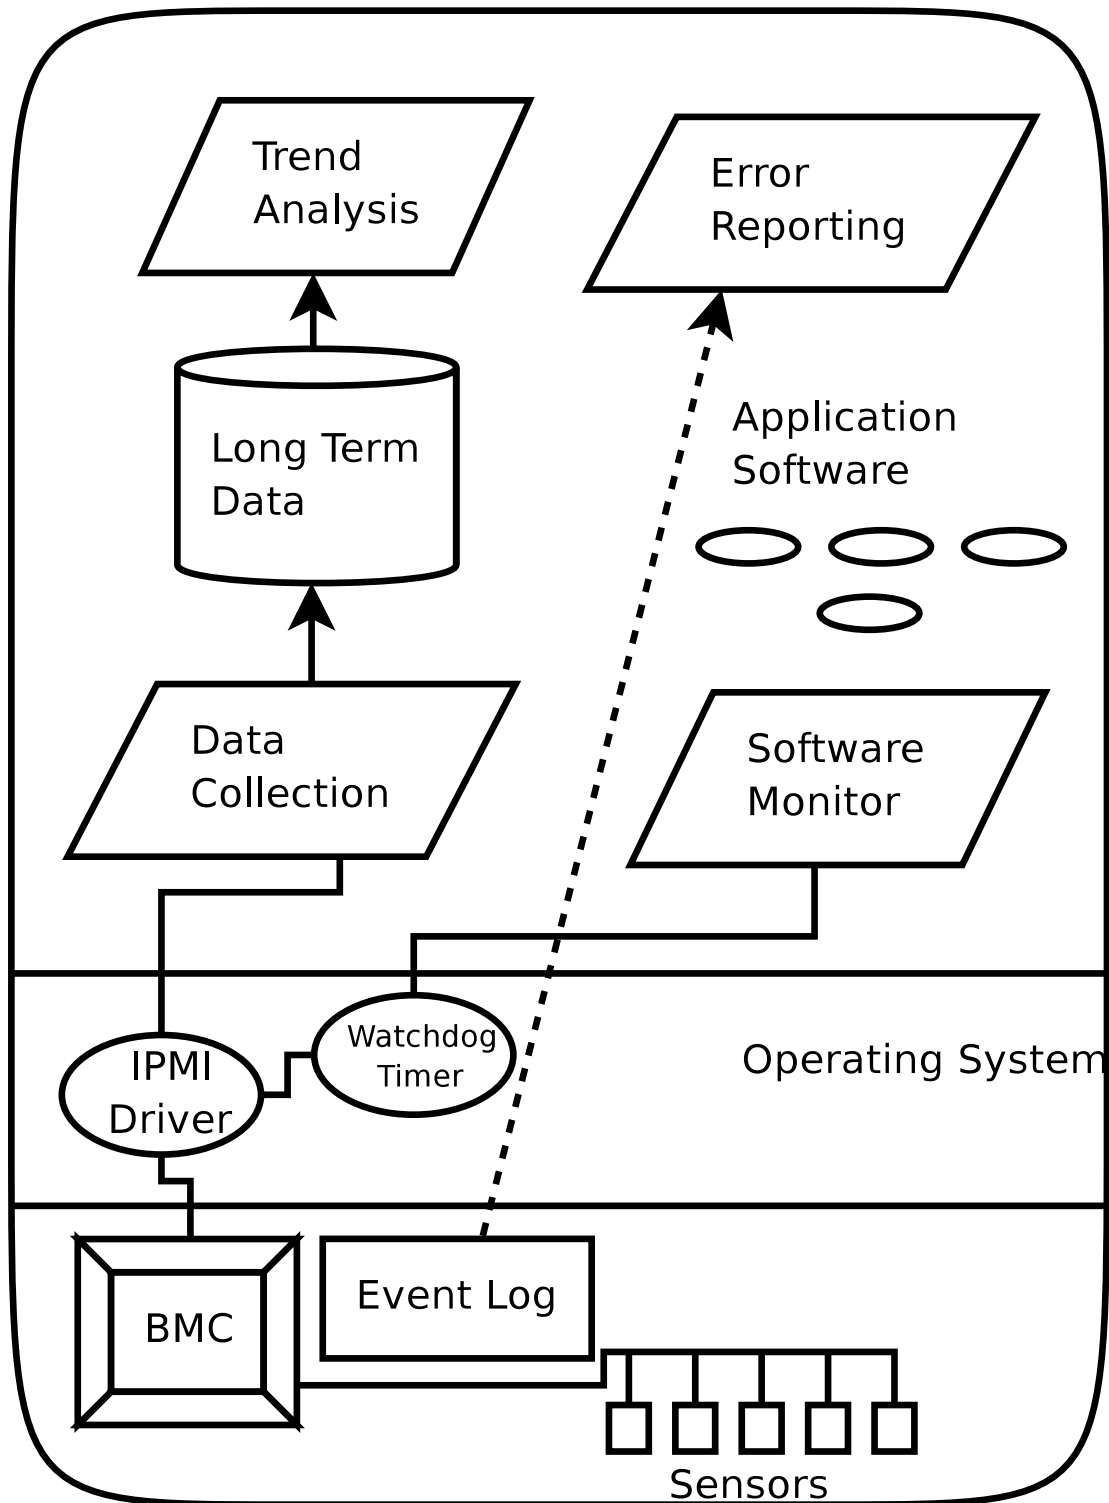 Trend
Analysis
Error
Reporting
Long Term
Data
Application
Software
Data
Collection
Software
Monitor
IPMI
Driver
Watchdog
Timer
Operating System
BMC
Event Log
Sensors